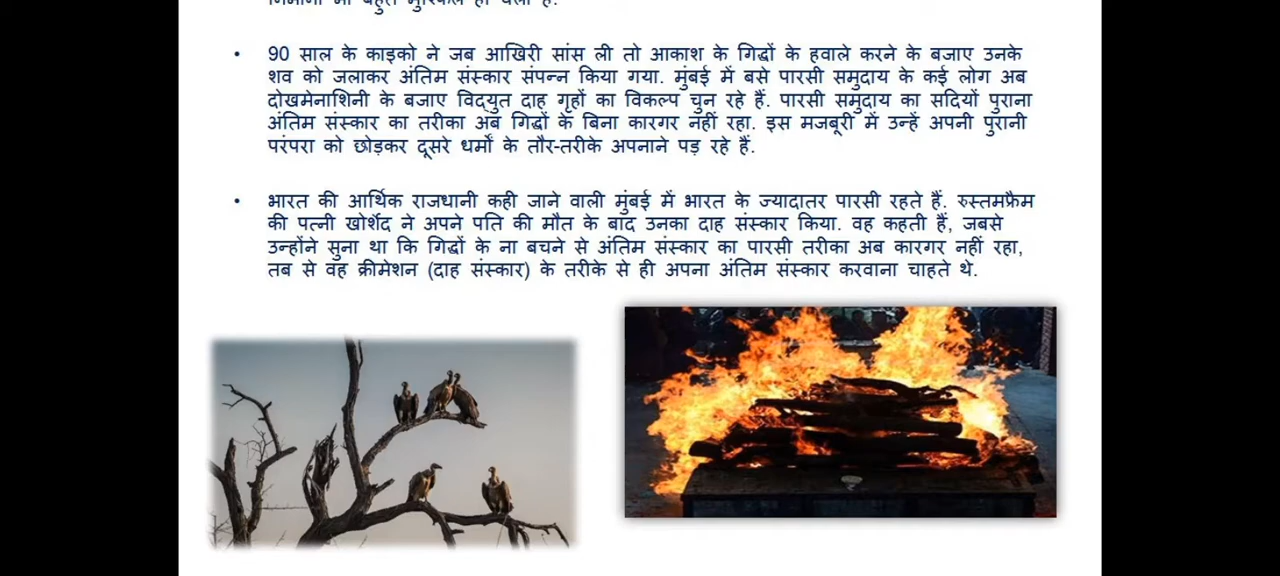 • 90 साल के काइको ने जब आखिरी सांस ली तो आकाश के गिद्धों के हवाले करने के बजाए उनके
शव को जलाकर अंतिम संस्कार संपन्न किया गया. मुंबई में बसे पारसी समुदाय के कई लोग अब
दोखमेनाशिनी के बजाए विद्युत दाह गृहों का विकल्प चुन रहे हैं. पारसी समुदाय का सदियों पुराना
अंतिम संस्कार का तरीका अब गिद्धों के बिना कारगर नहीं रहा. इस मजबूरी में उन्हें अपनी पुरानी
परंपरा को छोड़कर दूसरे धर्मों के तौर-तरीके अपनाने पड़ रहे हैं.
• भारत की आर्थिक राजधानी कही जाने वाली मुंबई में भारत के ज्यादातर पारसी रहते हैं. रुस्तमफ्रैम
की पत्नी खोर्शेद ने अपने पति की मौत के बाद उनका दाह संस्कार किया. वह कहती हैं, जबसे
उन्होंने सुना था कि गिद्धों के ना बचने से अंतिम संस्कार का पारसी तरीका अब कारगर नहीं रहा,
तब से वह क्रीमेशन (दाह संस्कार) के तरीके से ही अपना अंतिम संस्कार करवाना चाहते थे.